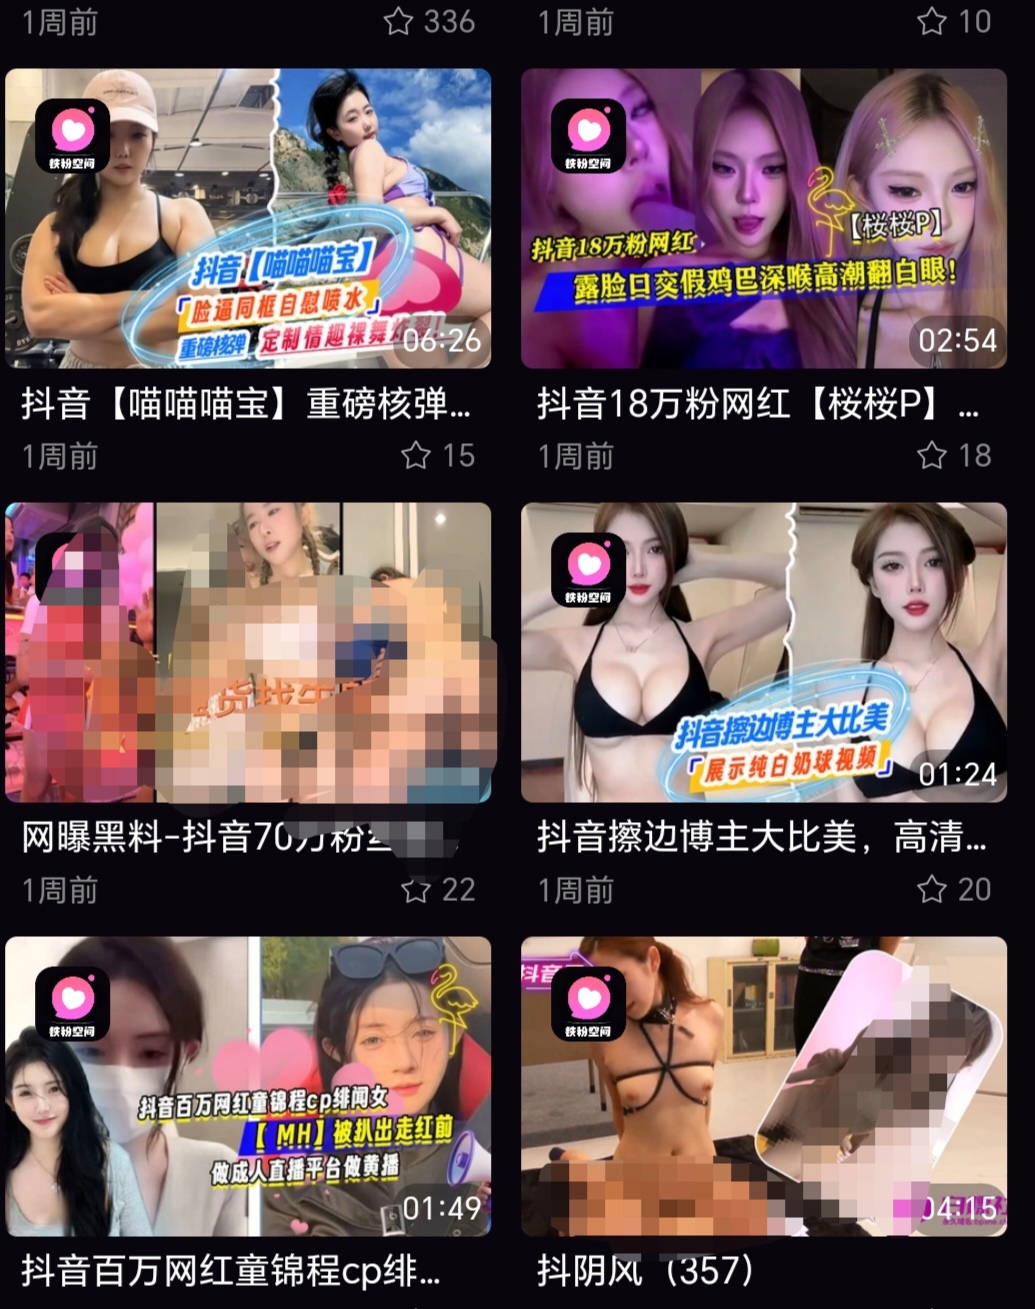 1周前
336
1周前
10
铁粉空间
抖音【喵喵喵宝】
「脸逼同框自慰喷水」
重磅核弹 定制情趣裸舞
06:26
铁粉空间
抖音18万粉网红
【桜桜P】
露脸口交假鸡巴深喉高潮翻白眼!
02:54
抖音【喵喵喵宝】重磅核弹...
1周前
15
抖音18万粉网红【桜桜P】...
1周前
18
铁粉空间
抖音擦边博主大比美
「展示纯白奶球视频」
01:24
网曝黑料-抖音70万粉
1周前
22
抖音擦边博主大比美，高清...
1周前
20
铁粉空间
抖音百万网红童锦程cp绯闻女
【MH】被扒出走红前
做成人直播平台做黄播
01:49
抖音
铁粉空间
04:15
抖音百万网红童锦程cp绯...
抖阴风（357）